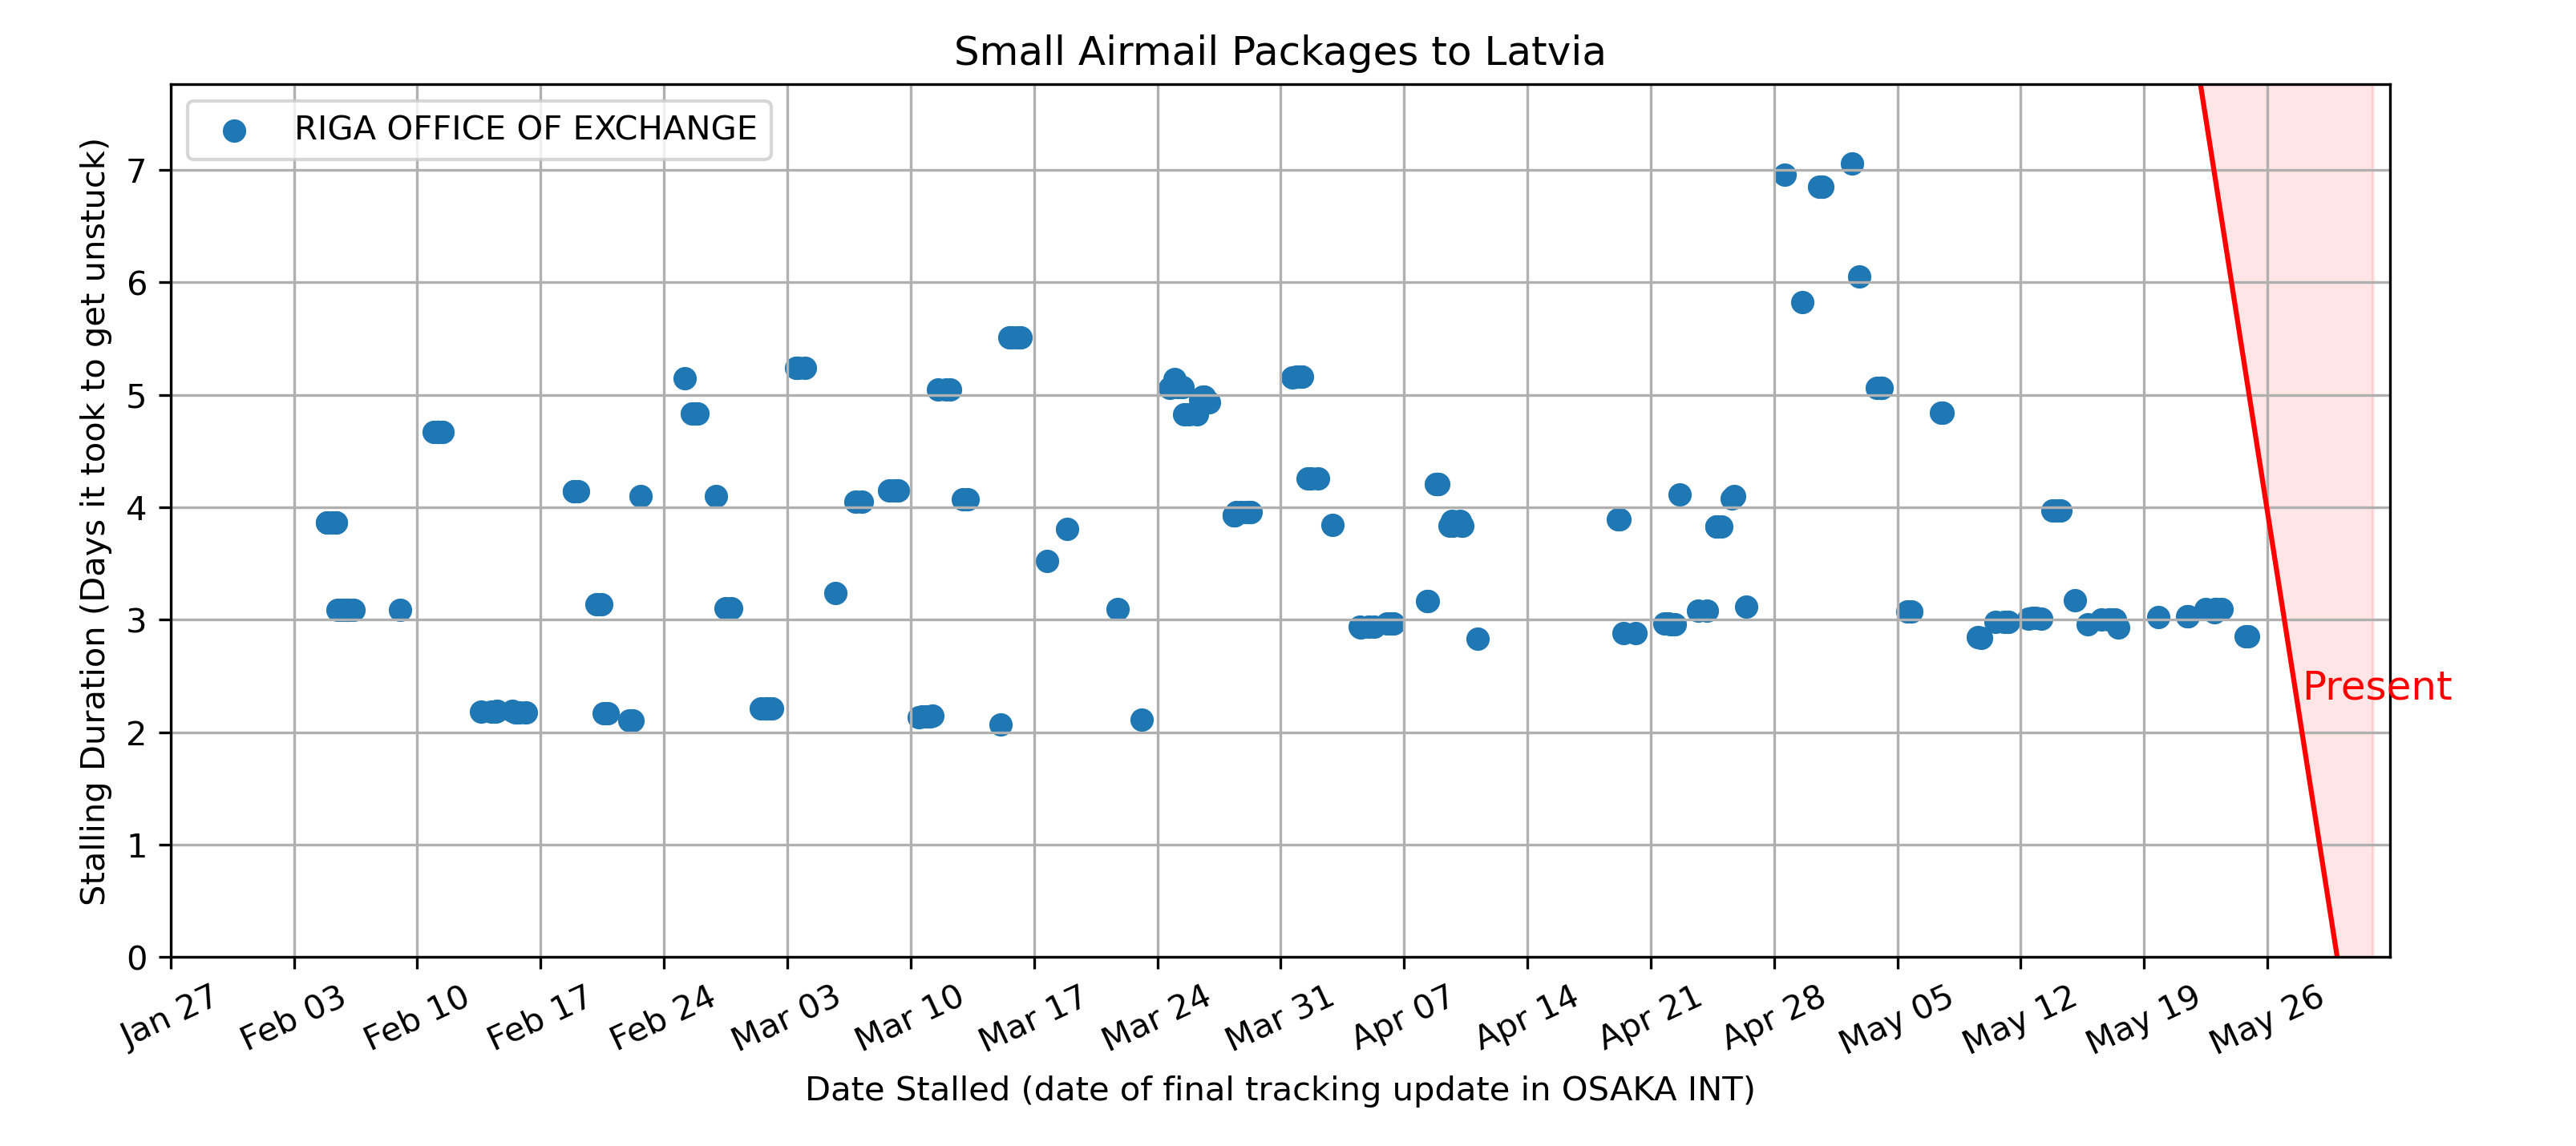 Small Airmail Packages to Latvia
RIGA OFFICE OF EXCHANGE
Stalling Duration (Days it took to get unstuck)
7
6
5
4
3
2
1
0
Present
Jan 27
Feb 03
Feb 10
Feb 17
Feb 24
Mar 03
Mar 10
Mar 17
Mar 24
Mar 31
Apr 07
Apr 14
Apr 21
Apr 28
May 05
May 12
May 19
May 26
Date Stalled (date of final tracking update in OSAKA INT)